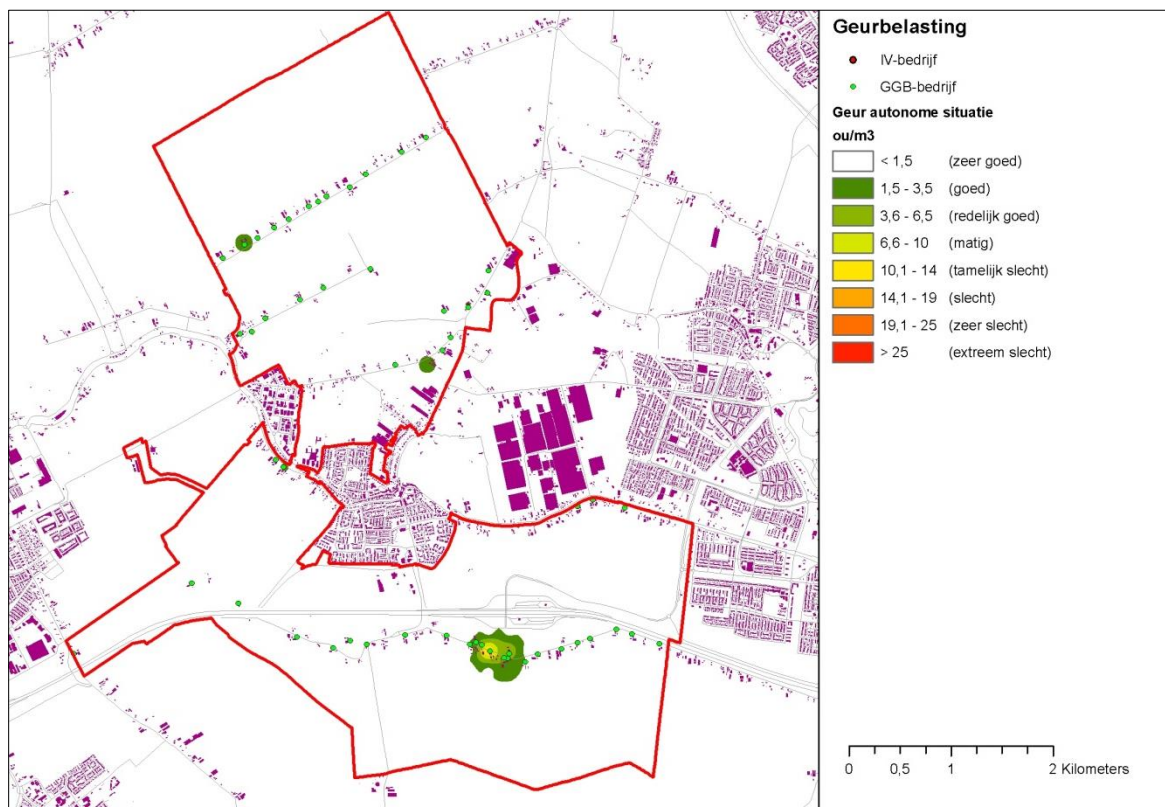 Geurbelasting
IV-bedrijf
GGB-bedrijf
Geur autonome situatie
ou/m3
< 1,5 (zeer goed)
1,5 - 3,5 (goed)
3,6 - 6,5 (redelijk goed)
6,6 - 10 (matig)
10,1 - 14 (tamelijk slecht)
14,1 - 19 (slecht)
19,1 - 25 (zeer slecht)
> 25 (extreem slecht)
0 0,5 1 2 Kilometers